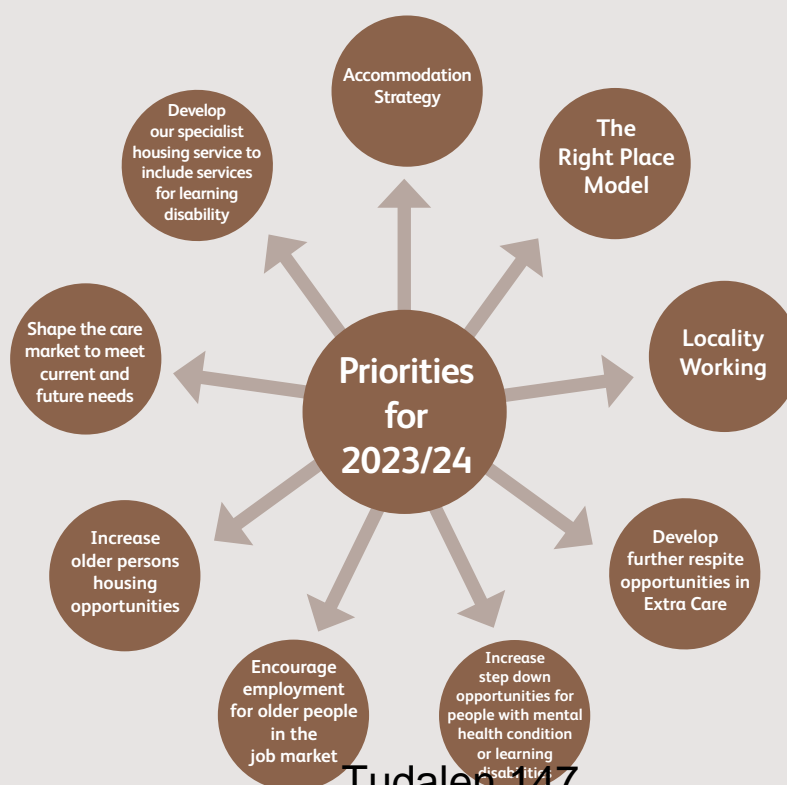 Accommodation
Strategy
The
Right Place
Model
Locality
Working
Develop
further respite
opportunities in
Extra Care
Increase
step down
opportunities for
people with mental
health condition
or learning
disabilities
Encourage
employment
for older people
in the
job market
Increase
older persons
housing
opportunities
Shape the care
market to meet
current and
future needs
Develop
our specialist
housing service to
include services
for learning
disability
Priorities
for
2023/24
Tudalen 147